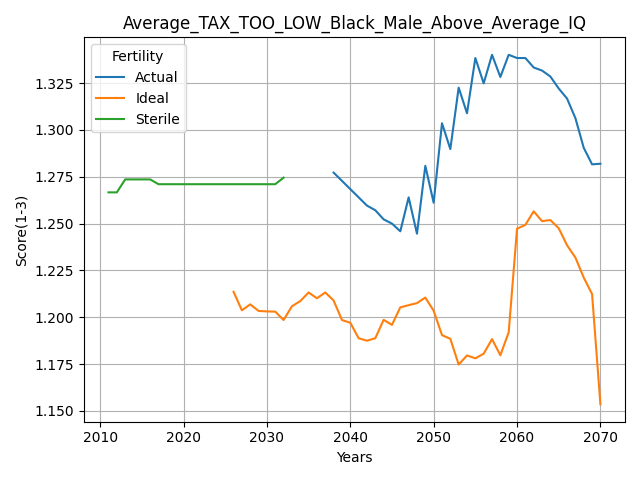 Average_TAX_TOO_LOW_Black_Male_Above_Average_IQ
Fertility
Actual
Ideal
Sterile
Score(1-3)
1.325
1.300
1.275
1.250
1.225
1.200
1.175
1.150
2010 2020 2030 2040 2050 2060 2070
Years